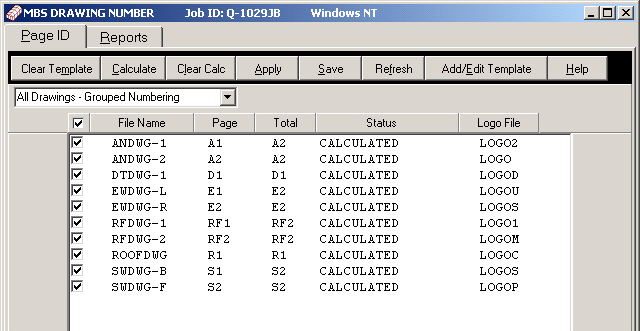 MBS DRAWING NUMBER Job ID: Q-1029JB Windows NT
Page ID Reports
Clear Template Calculate Clear Calc Apply Save Refresh Add/Edit Template Help
All Drawings - Grouped Numbering
File Name Page Total Status Logo File
ANDWG-1 A1 A2 CALCULATED LOGO2
ANDWG-2 A2 A2 CALCULATED LOGO
DTDWG-1 D1 D1 CALCULATED LOGOD
EWDWG-L E1 E2 CALCULATED LOGOU
EWDWG-R E2 E2 CALCULATED LOGOS
RFDWG-1 RF1 RF2 CALCULATED LOGO1
RFDWG-2 RF2 RF2 CALCULATED LOGOM
ROOFDWG R1 R1 CALCULATED LOGOC
SWDWG-B S1 S2 CALCULATED LOGOS
SWDWG-F S2 S2 CALCULATED LOGOP